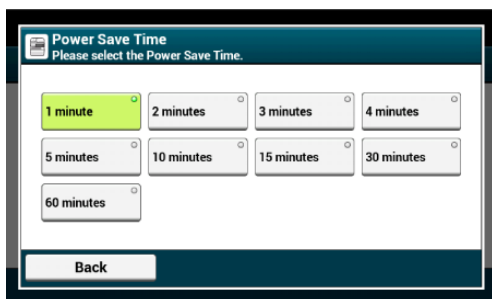 Power Save Time
Please select the Power Save Time.
1 minute
2 minutes
3 minutes
4 minutes
5 minutes
10 minutes
15 minutes
30 minutes
60 minutes
Back